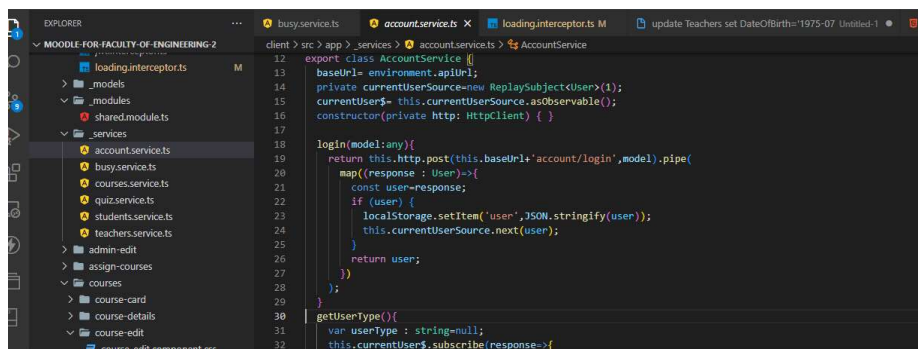 EXPLORER
busy.service.ts
account.service.ts
loading.interceptor.ts M
update Teachers set DateOfBirth='1975-07 Untitled-1
MOODLE-FOR-FACULTY-OF-ENGINEERING-2
client > src > app > _services > account.service.ts > AccountService
loading.interceptor.ts M
_models
_modules
shared.module.ts
_services
account.service.ts
busy.service.ts
courses.service.ts
quiz.service.ts
students.service.ts
teachers.service.ts
admin-edit
assign-courses
courses
course-card
course-details
course-edit
12 export class AccountService {
13 baseUrl= environment.apiUrl;
14 private currentUserSource=new ReplaySubject<User>(1);
15 currentUser$= this.currentUserSource.asObservable();
16 constructor(private http: HttpClient) { }
17
18 login(model:any){
19 return this.http.post(this.baseUrl+'account/login',model).pipe(
20 map((response : User)=>{
21 const user=response;
22 if (user) {
23 localStorage.setItem('user',JSON.stringify(user));
24 this.currentUserSource.next(user);
25 }
26 return user;
27 })
28 );
29 }
30 getUserType(){
31 var userType : string=null;
32 this.currentUser$.subscribe(response=>{